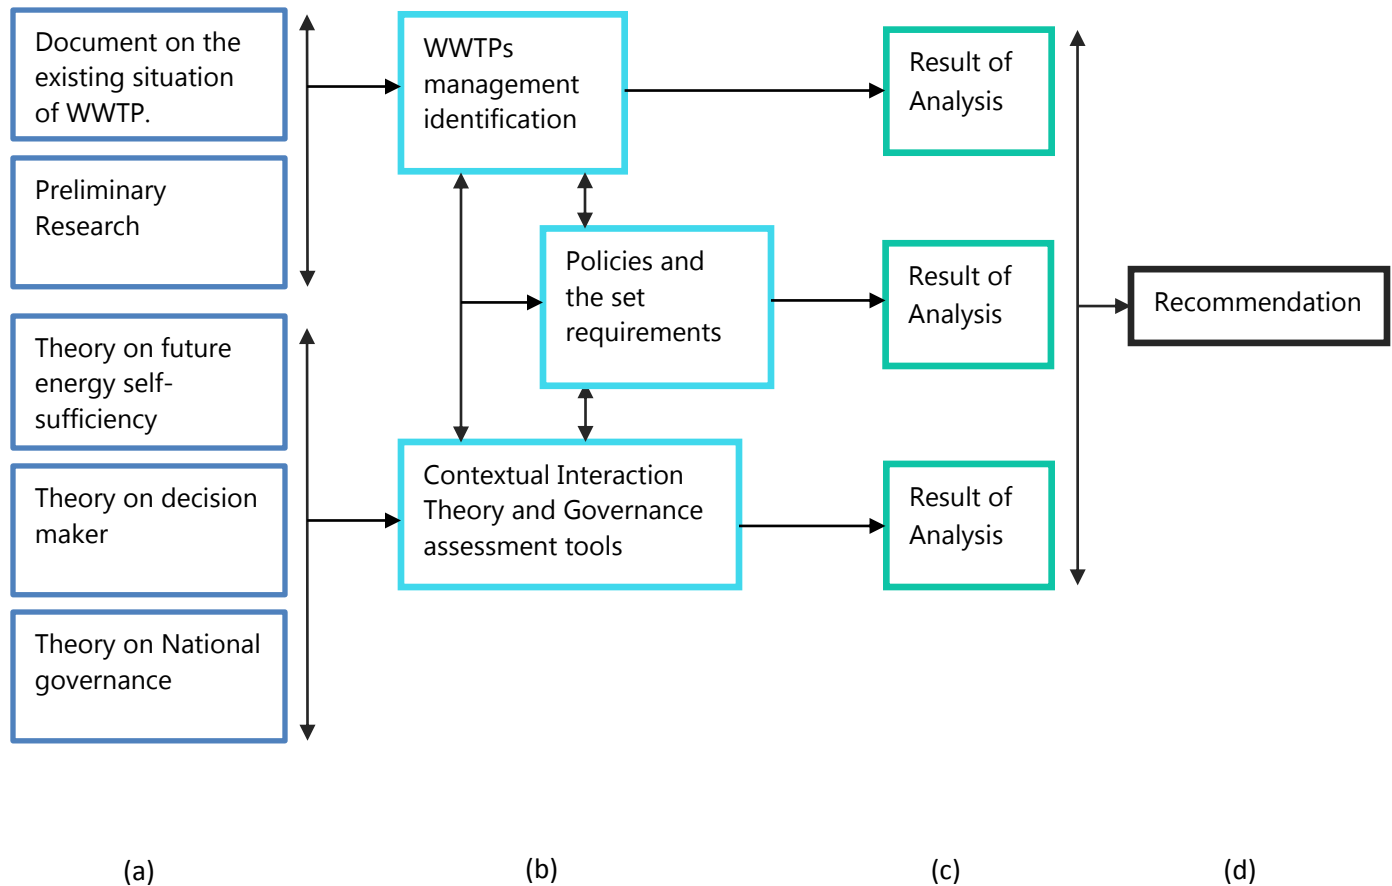 Document on the
existing situation
of WWTP.
Preliminary
Research
Theory on future
energy self-
sufficiency
Theory on decision
maker
Theory on National
governance
WWTPs
management
identification
Policies and
the set
requirements
Contextual Interaction
Theory and Governance
assessment tools
Result of
Analysis
Result of
Analysis
Result of
Analysis
Recommendation
(a)
(b)
(c)
(d)